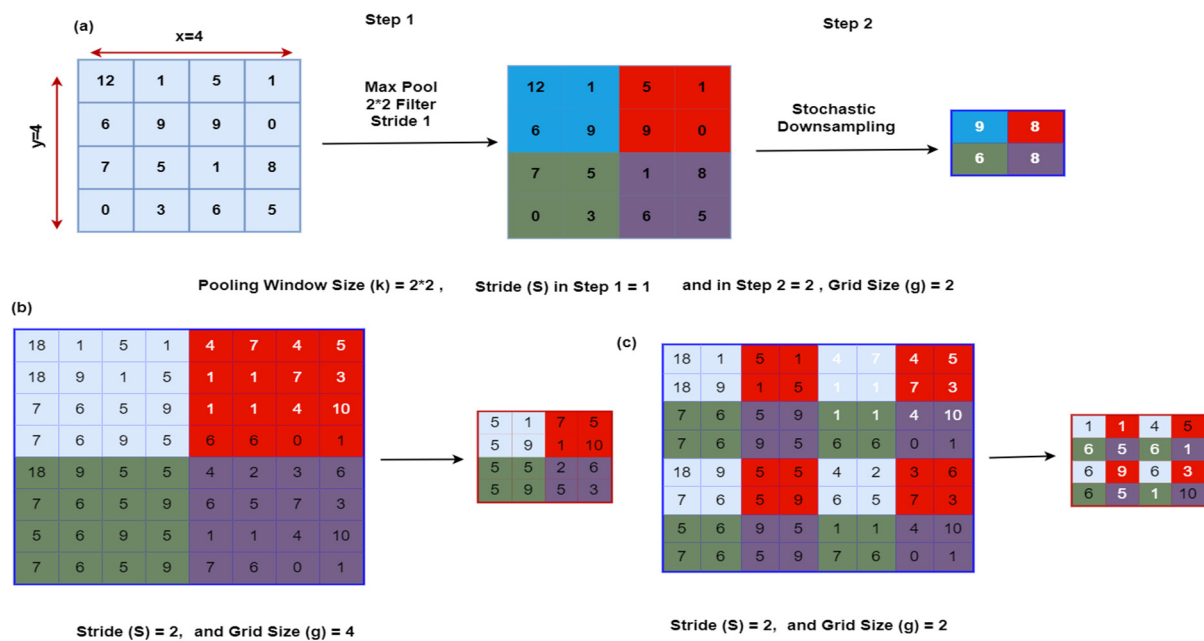 (a)
Step 1
Step 2
x=4
y=4
12 1 5 1
6 9 9 0
7 5 1 8
0 3 6 5
Max Pool
2*2 Filter
Stride 1
12 1 5 1
6 9 9 0
7 5 1 8
0 3 6 5
Stochastic
Downsampling
9 8
6 8
Pooling Window Size (k) = 2*2 , Stride (S) in Step 1 = 1 and in Step 2 = 2 , Grid Size (g) = 2
(b)
18 1 5 1 4 7 4 5
18 9 1 5 1 1 7 3
7 6 5 9 1 1 4 10
7 6 9 5 6 6 0 1
18 9 5 5 4 2 3 6
7 6 5 9 6 5 7 3
5 6 9 5 1 1 4 10
7 6 5 9 7 6 0 1
5 1 7 5
5 9 1 10
5 5 2 6
5 9 5 3
Stride (S) = 2, and Grid Size (g) = 4
(c)
18 1 5 1 4 7 4 5
18 9 1 5 1 1 7 3
7 6 5 9 1 1 4 10
7 6 9 5 6 6 0 1
18 9 5 5 4 2 3 6
7 6 5 9 6 5 7 3
5 6 9 5 1 1 4 10
7 6 5 9 7 6 0 1
1 1 4 5
6 5 6 1
6 9 6 3
6 5 1 10
Stride (S) = 2, and Grid Size (g) = 2